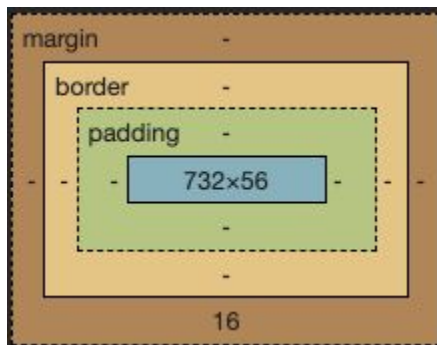 margin -
border -
padding -
- - - 732×56 - - -
-
-
16